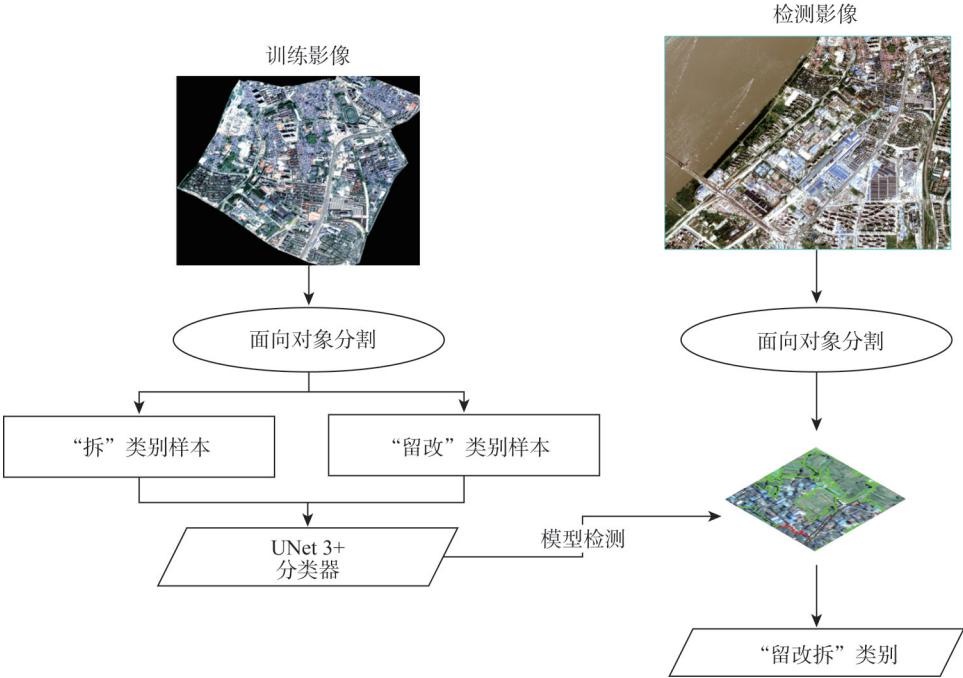 检测影像
训练影像
面向对象分割
面向对象分割
“拆”类别样本
“留改”类别样本
UNet 3+
分类器
模型检测
“留改拆”类别